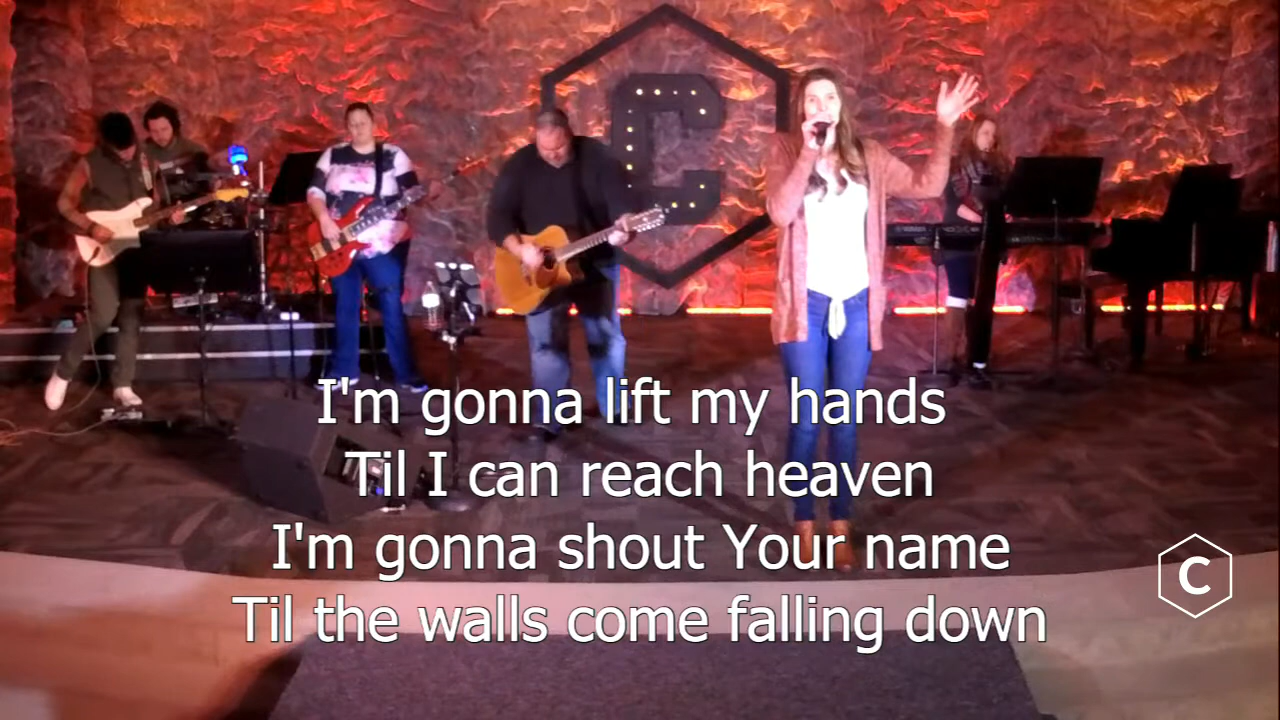 C
I'm gonna lift my hands
Til I can reach heaven
I'm gonna shout Your name
Til the walls come falling down
C